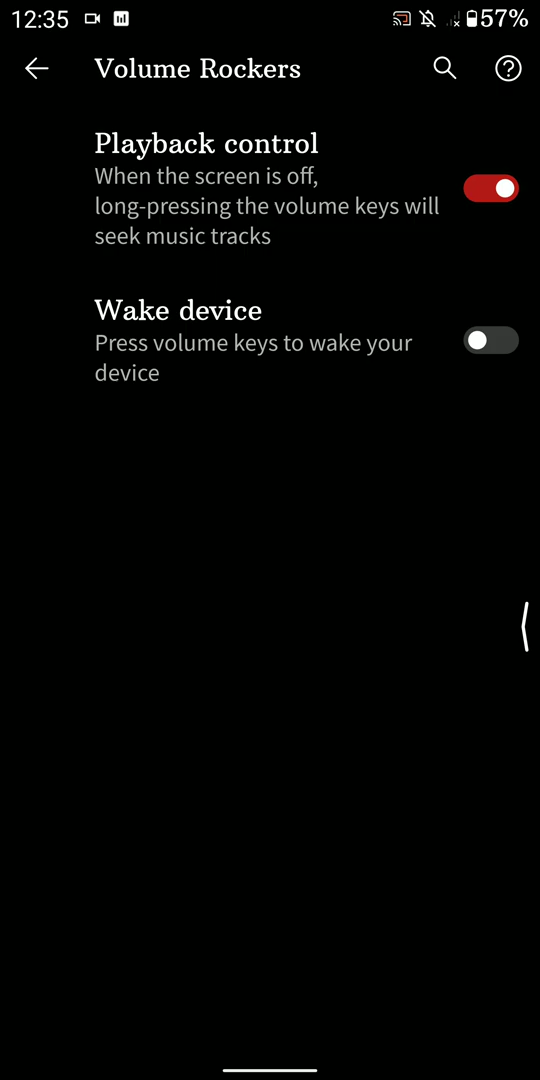 12:35
57%
Volume Rockers
Playback control
When the screen is off,
long-pressing the volume keys will
seek music tracks
Wake device
Press volume keys to wake your
device